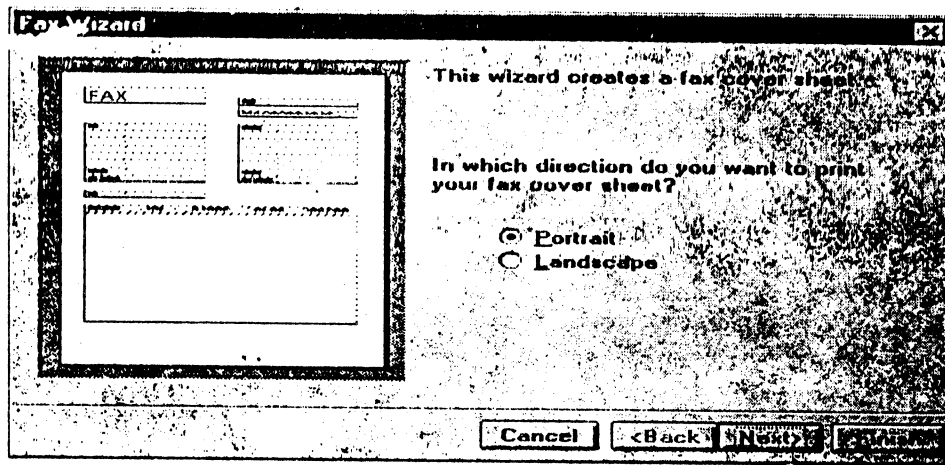 Fax Wizard
This wizard creates a fax cover sheet
In which direction do you want to print
your fax cover sheet?
Portrait
Landscape
FAX
Cancel
<Back
Next>
Finish